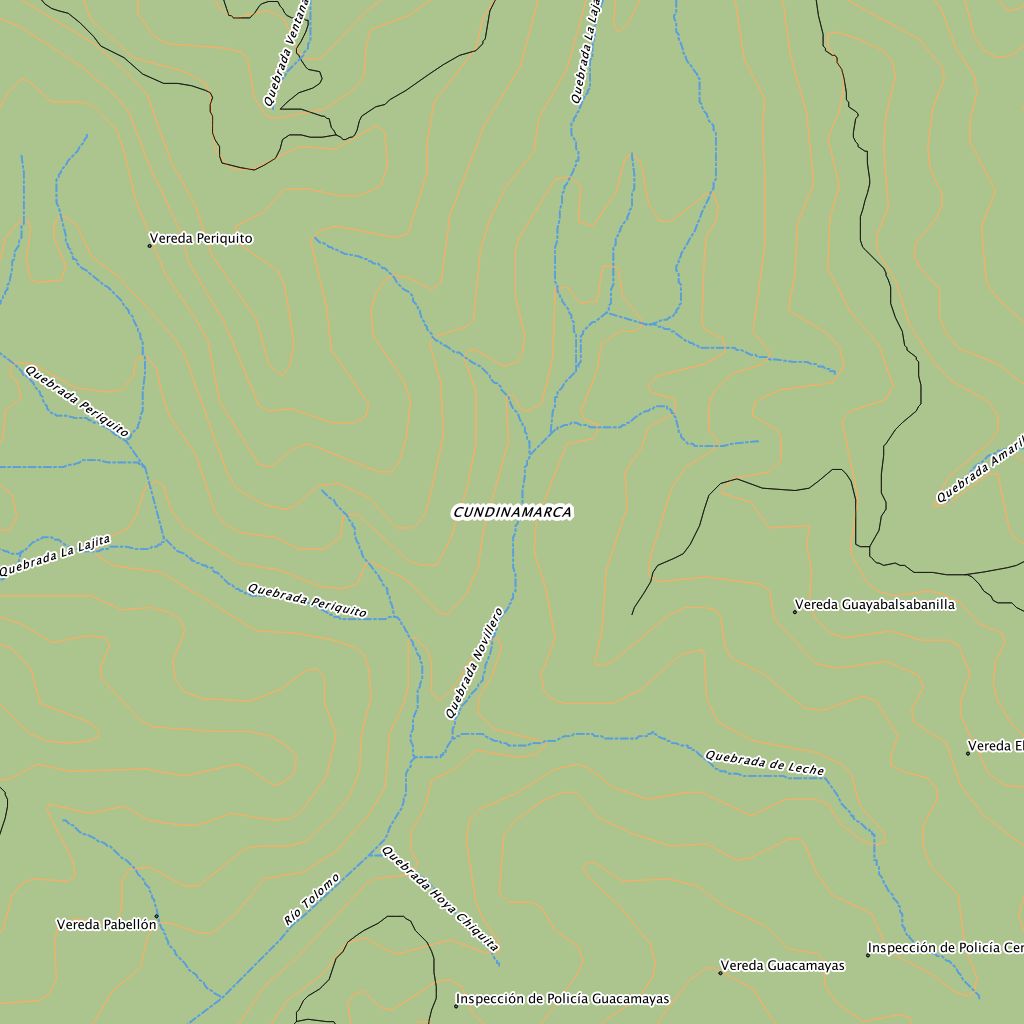 Quebrada Ventana
Quebrada La Laja
Vereda Periquito
Quebrada Periquito
Quebrada Amarill
CUNDINAMARCA
Quebrada La Lajita
Quebrada Periquito
Vereda Guayabalsabanilla
Quebrada Novillero
Vereda El
Quebrada de Leche
Quebrada Hoya Chiquita
Río Tolomo
Vereda Pabellón
Inspección de Policía Cer
Vereda Guacamayas
Inspección de Policía Guacamayas